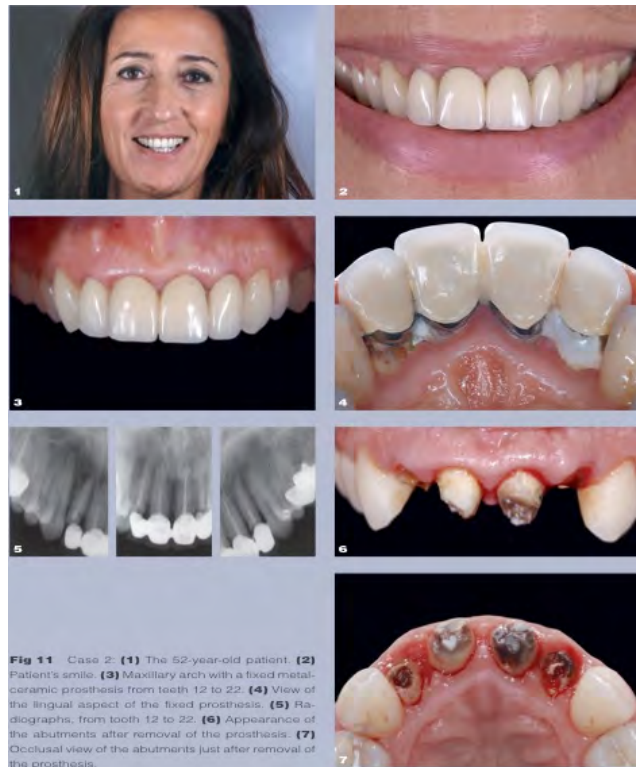 1
2
3
4
5
6
Fig 11 Case 2: (1) The 52-year-old patient. (2)
Patient's smile. (3) Maxillary arch with a fixed metal-
ceramic prosthesis from teeth 12 to 22. (4) View of
the lingual aspect of the fixed prosthesis. (5) Ra-
diographs, from tooth 12 to 22. (6) Appearance of
the abutments after removal of the prosthesis. (7)
Occlusal view of the abutments just after removal of
the prosthesis.
7